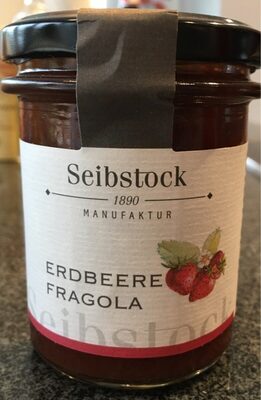 Seibstock
1890
MANUFAKTUR
ERDBEERE
FRAGOLA
Seibstock